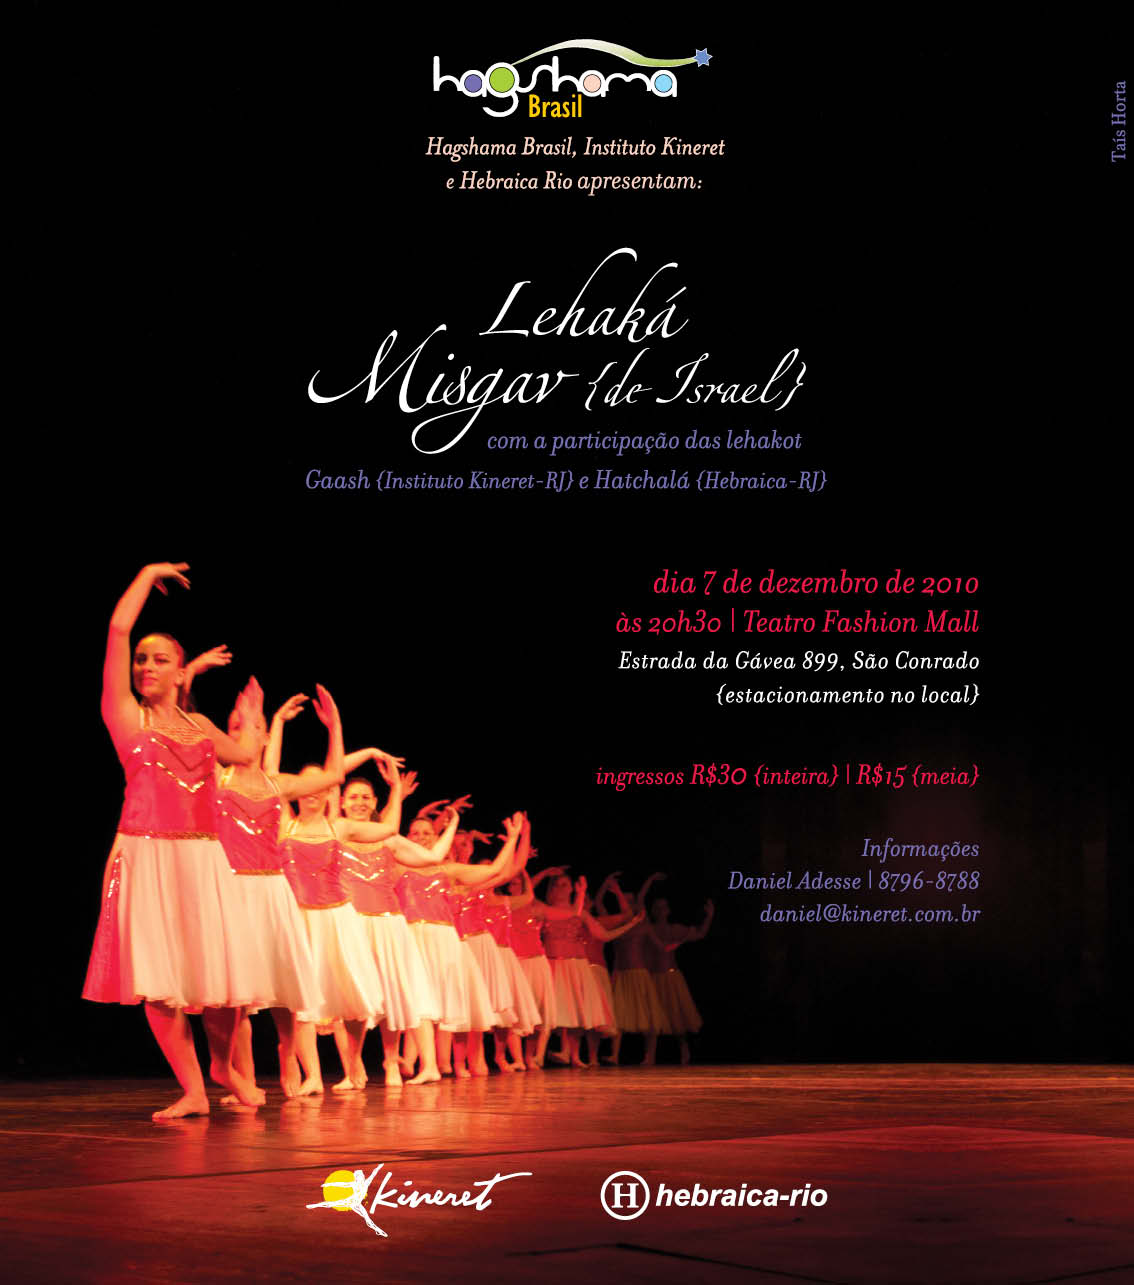 hagshama
Brasil
Hagshama Brasil, Instituto Kineret
e Hebraica Rio apresentam:
Lehaká
Misgav {de Israel}
com a participação das lehakot
Gaash {Instituto Kineret-RJ} e Hatchalá {Hebraica-RJ}
dia 7 de dezembro de 2010
às 20h30 | Teatro Fashion Mall
Estrada da Gávea 899, São Conrado
{estacionamento no local}
ingressos R$30 {inteira} | R$15 {meia}
Informações
Daniel Adesse | 8796-8788
daniel@kineret.com.br
Kineret
H hebraica-rio
Taís Horta